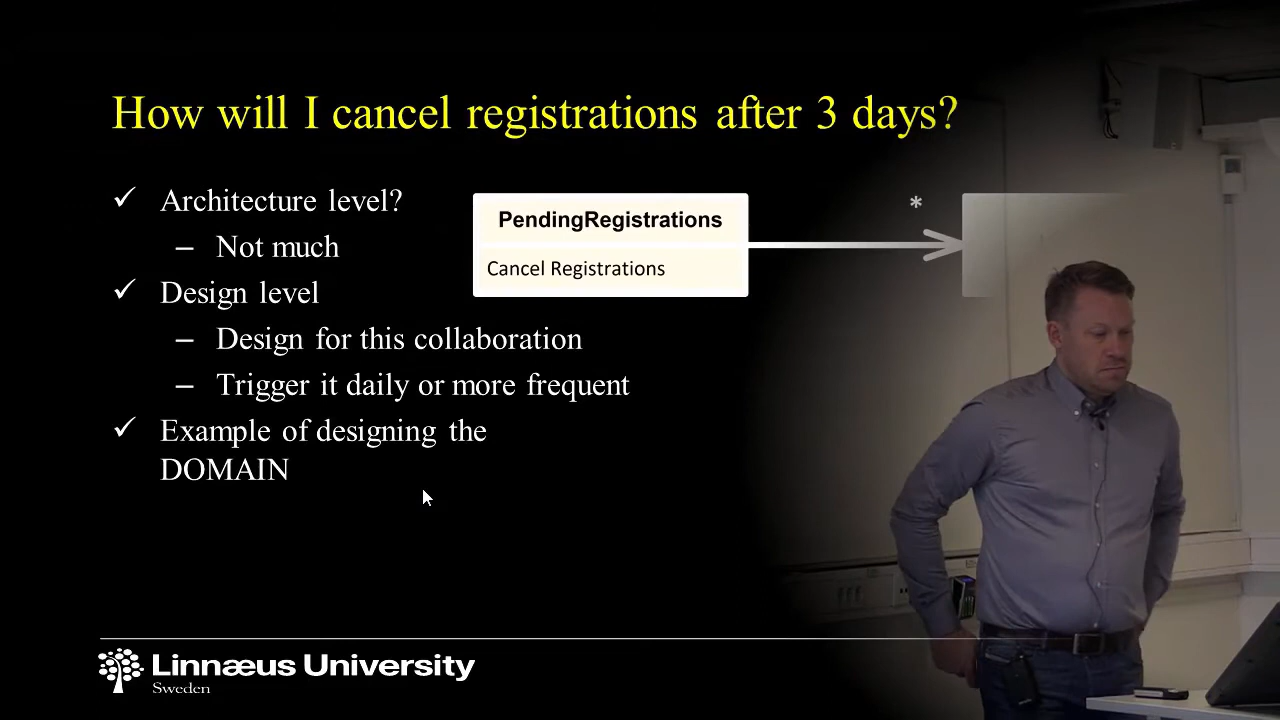 How will I cancel registrations after 3 days?
✓ Architecture level?
– Not much
✓ Design level
– Design for this collaboration
– Trigger it daily or more frequent
✓ Example of designing the
DOMAIN
PendingRegistrations
Cancel Registrations
*
Linnæus University
Sweden